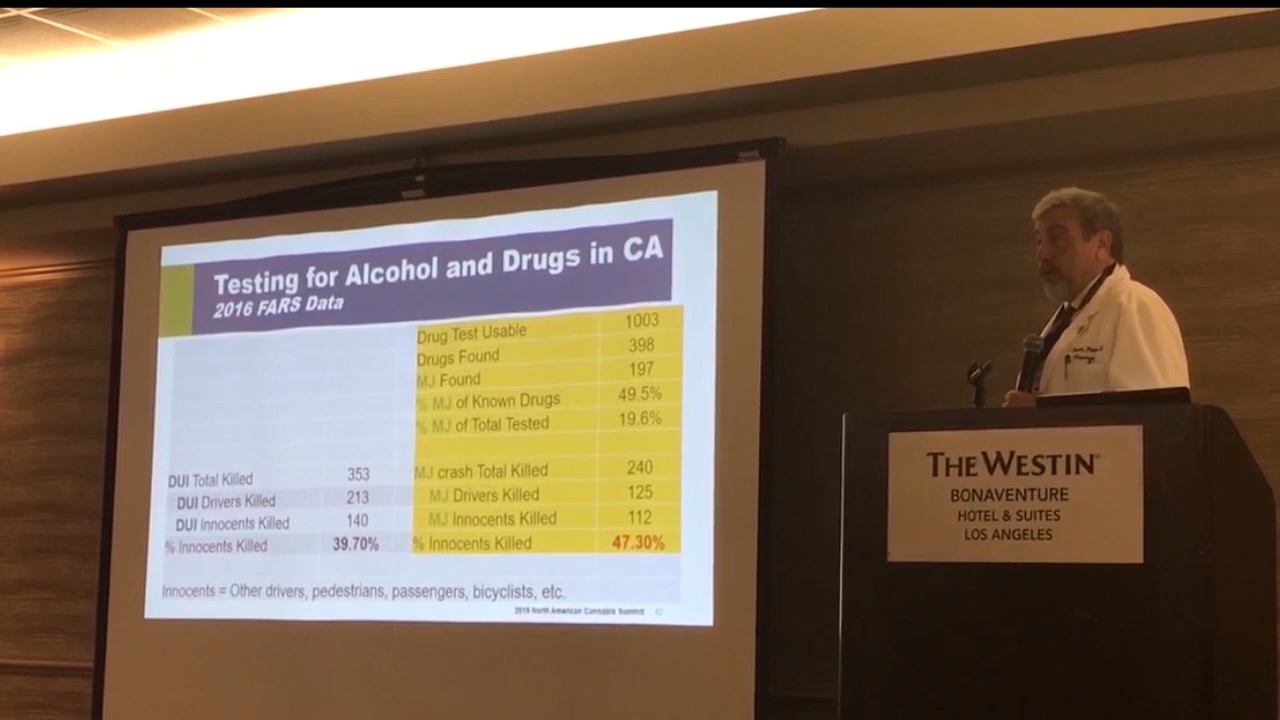 Testing for Alcohol and Drugs in CA
2016 FARS Data
Drug Test Usable 1003
Drugs Found 398
MJ Found 197
% MJ of Known Drugs 49.5%
% MJ of Total Tested 19.6%
DUI Total Killed 353 MJ crash Total Killed 240
DUI Drivers Killed 213 MJ Drivers Killed 125
DUI Innocents Killed 140 MJ Innocents Killed 112
% Innocents Killed 39.70% % Innocents Killed 47.30%
Innocents = Other drivers, pedestrians, passengers, bicyclists, etc.
2019 North American Cannabis Summit
THE WESTIN®
BONAVENTURE
HOTEL & SUITES
LOS ANGELES